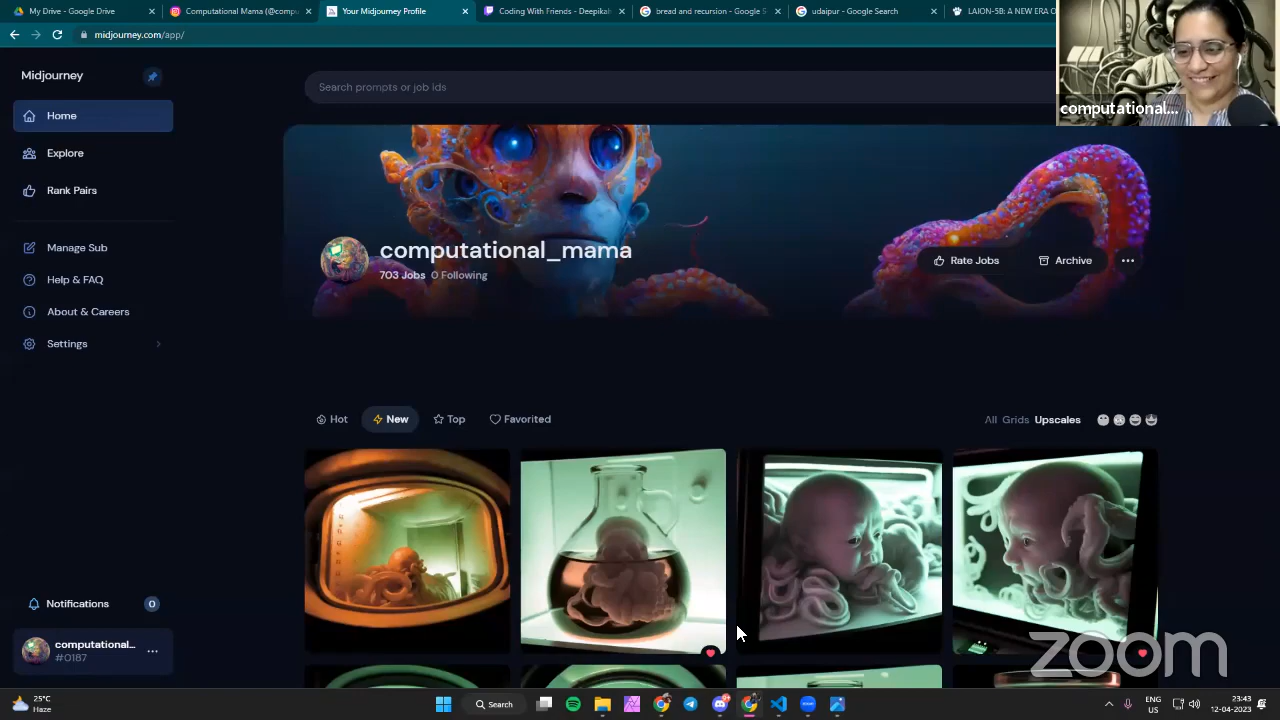 My Drive - Google Drive
Computational Mama (@compu
Your Midjourney Profile
Coding With Friends - Deepikah
bread and recursion - Google S
udaipur - Google Search
LAION-5B: A NEW ERA O
midjourney.com/app/
Midjourney
Search prompts or job ids
computational...
Home
Explore
Rank Pairs
Manage Sub
Help & FAQ
About & Careers
Settings
computational_mama
703 Jobs 0 Following
Rate Jobs
Archive
Hot
New
Top
Favorited
All Grids Upscales
Notifications 0
computational...
#0187
zoom
25°C
Haze
Search
ENG
US
23:43
12-04-2023